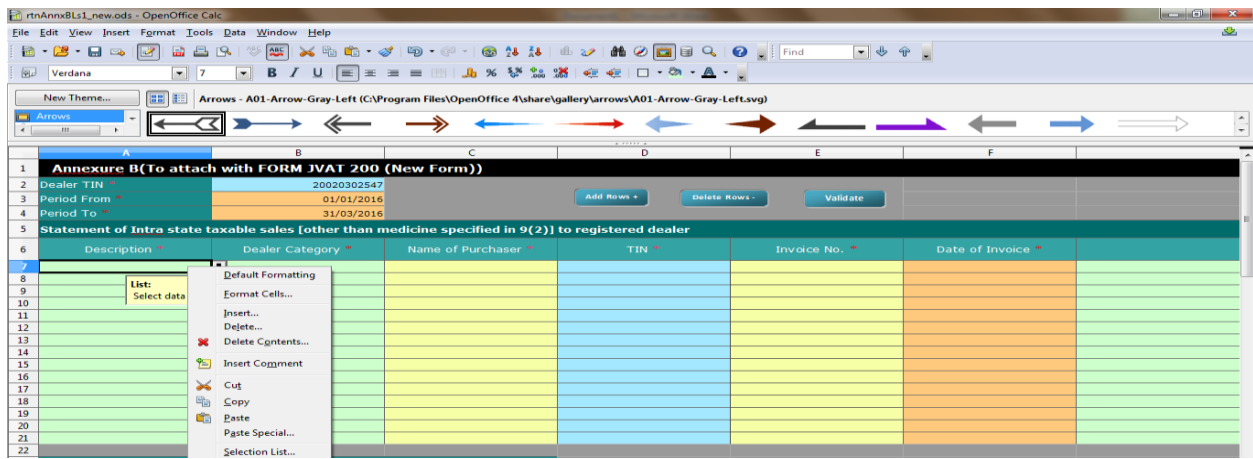 rtnAnnxBLs1_new.ods - OpenOffice Calc
File Edit View Insert Format Tools Data Window Help
ABC Find
Verdana 7 B I U
New Theme... Arrows - A01-Arrow-Gray-Left (C:\Program Files\OpenOffice 4\share\gallery\arrows\A01-Arrow-Gray-Left.svg)
Arrows
A B C D E F
1 Annexure B(To attach with FORM JVAT 200 (New Form))
2 Dealer TIN * 20020302547
3 Period From * 01/01/2016 Add Rows + Delete Rows - Validate
4 Period To * 31/03/2016
5 Statement of Intra state taxable sales [other than medicine specified in 9(2)] to registered dealer
6 Description * Dealer Category * Name of Purchaser * TIN * Invoice No. * Date of Invoice *
7 Default Formatting
8 List:
9 Select data Format Cells...
10
11 Insert...
12 Delete...
13 Delete Contents...
14
15 Insert Comment
16
17 Cut
18 Copy
19 Paste
20
21 Paste Special...
22 Selection List...